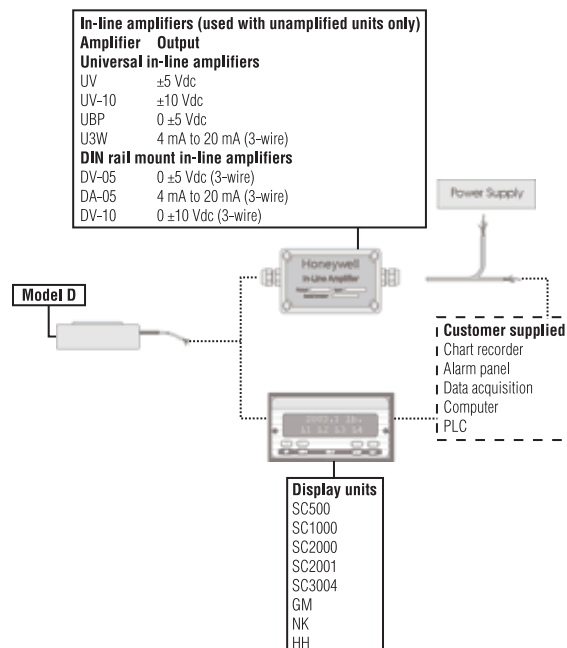 In-line amplifiers (used with unamplified units only)
Amplifier Output
Universal in-line amplifiers
UV ±5 Vdc
UV-10 ±10 Vdc
UBP 0 ±5 Vdc
U3W 4 mA to 20 mA (3-wire)
DIN rail mount in-line amplifiers
DV-05 0 ±5 Vdc (3-wire)
DA-05 4 mA to 20 mA (3-wire)
DV-10 0 ±10 Vdc (3-wire)
Power Supply
Honeywell
In-Line Amplifier
Model D
Customer supplied
Chart recorder
Alarm panel
Data acquisition
Computer
PLC
L1 L2 L3 L4
Display units
SC500
SC1000
SC2000
SC2001
SC3004
GM
NK
HH